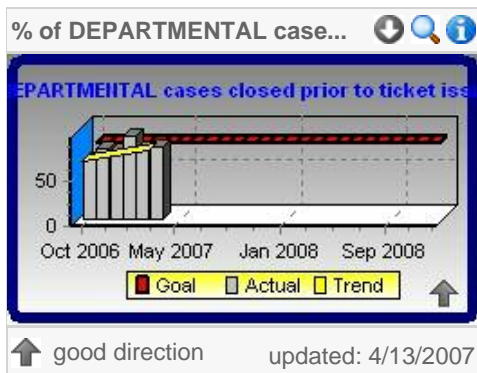 % of DEPARTMENTAL case...
EPARTMENTAL cases closed prior to ticket iss
50
0
Oct 2006 May 2007 Jan 2008 Sep 2008
Goal Actual Trend
good direction updated: 4/13/2007